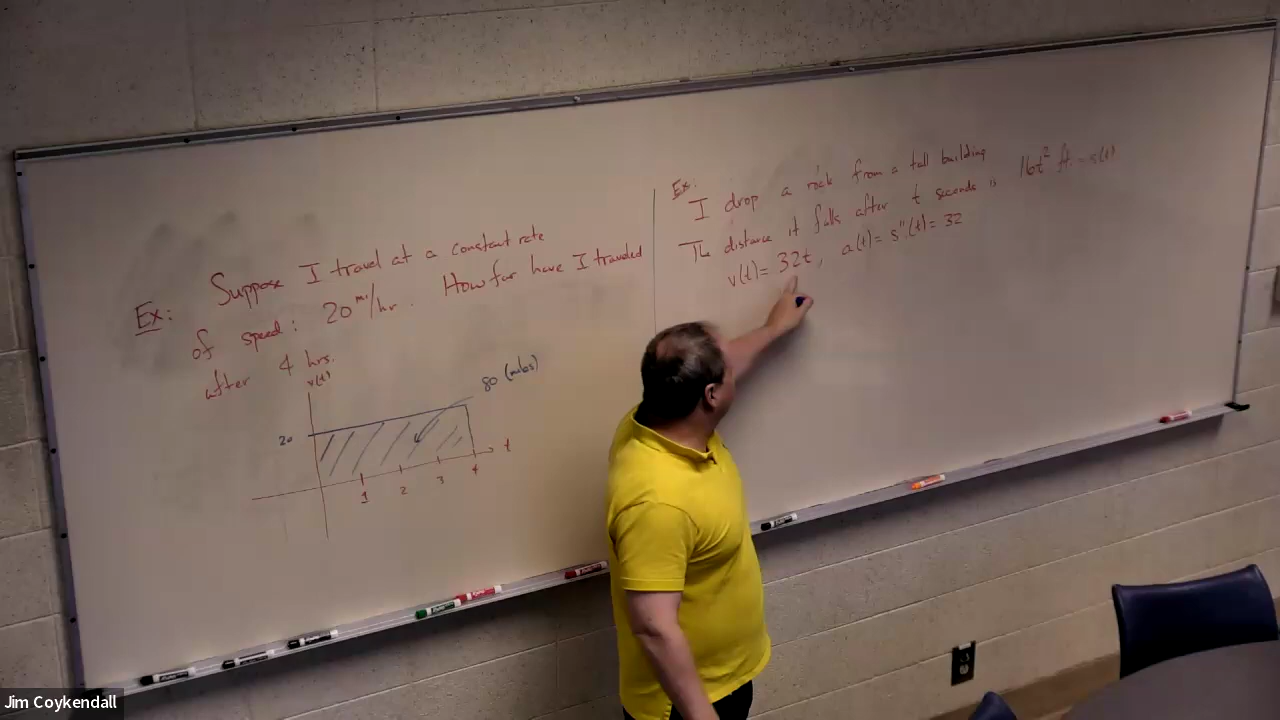 Ex: Suppose I travel at a constant rate
of speed: 20 mi/hr. How far have I traveled
after 4 hrs.
v(t)
80 (miles)
20
t
1 2 3 4
Ex:
I drop a rock from a tall building
The distance it falls after t seconds is 16t² ft. = s(t)
v(t) = 32t, a(t) = s''(t) = 32
Jim Coykendall